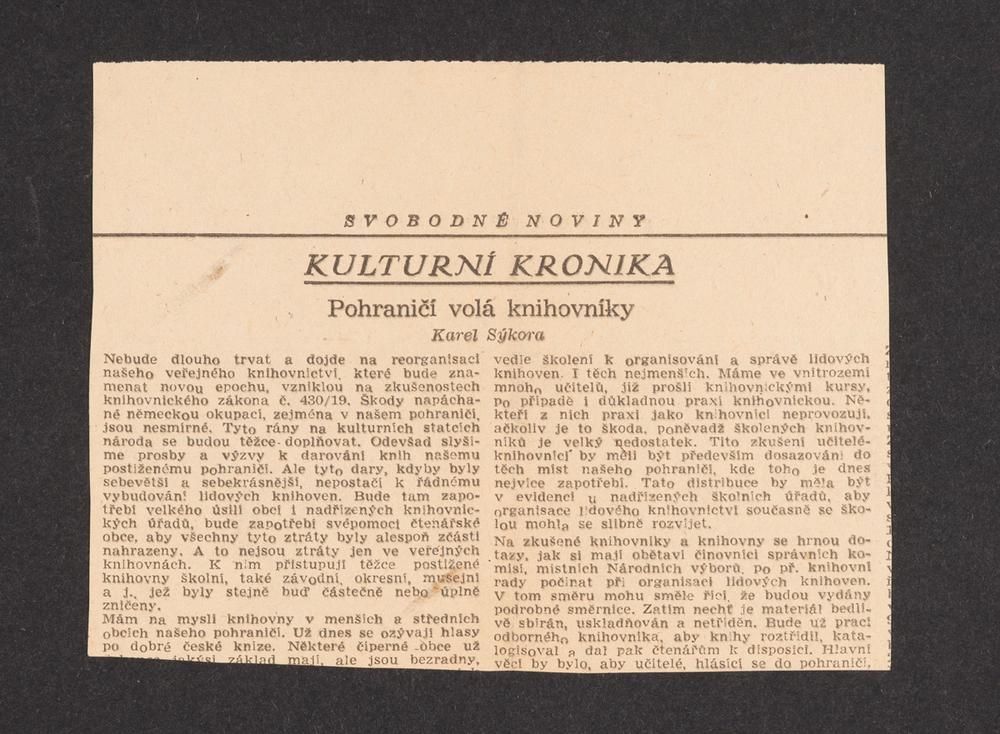 SVOBODNÉ NOVINY
KULTURNÍ KRONIKA
Pohraničí volá knihovníky
Karel Sýkora
Nebude dlouho trvat a dojde na reorganisaci
našeho veřejného knihovnictví, které bude zna-
menat novou epochu, vzniklou na zkušenostech
knihovnického zákona č. 430/19. Škody napácha-
né německou okupací, zejména v našem pohraničí,
jsou nesmírné. Tyto rány na kulturních statcích
národa se budou těžce doplňovat. Odevšad slyší-
me prosby a výzvy k darování knih našemu
postiženému pohraničí. Ale tyto dary, kdyby byly
sebevětší a sebekrásnější, nepostačí k řádnému
vybudování lidových knihoven. Bude tam zapo-
třebí velkého úsilí obcí i nadřízených knihovnic-
kých úřadů, bude zapotřebí svépomoci čtenářské
obce, aby všechny tyto ztráty byly alespoň zčásti
nahrazeny. A to nejsou ztráty jen ve veřejných
knihovnách. K nim přistupují těžce postižené
knihovny školní, také závodní, okresní, musejní
a j., jež byly stejně buď částečně nebo úplně
zničeny.
Mám na mysli knihovny v menších a středních
obcích našeho pohraničí. Už dnes se ozývají hlasy
po dobré české knize. Některé čiperné obce už
jakýsi základ mají, ale jsou bezradny,
vedle školení k organisování a správě lidových
knihoven. I těch nejmenších. Máme ve vnitrozemí
mnoho učitelů, již prošli knihovnickými kursy,
po případě i důkladnou praxí knihovnickou. Ně-
kteří z nich praxi jako knihovníci neprovozují,
ačkoliv je to škoda, poněvadž školených knihov-
níků je velký nedostatek. Tito zkušení učitelé-
knihovníci by měli být především dosazováni do
těch míst našeho pohraničí, kde toho je dnes
nejvíce zapotřebí. Tato distribuce by měla být
v evidenci u nadřízených školních úřadů, aby
organisace lidového knihovnictví současně se ško-
lou mohla se slibně rozvíjet.
Na zkušené knihovníky a knihovny se hrnou do-
tazy, jak si mají obětaví činovníci správních ko-
misí, místních Národních výborů, po př. knihovní
rady počínat při organisaci lidových knihoven.
V tom směru mohu směle říci, že budou vydány
podrobné směrnice. Zatím nechť je materiál bedli-
vě sbírán, uskladňován a netříděn. Bude už prací
odborného knihovníka, aby knihy roztřídil, kata-
logisoval a dal pak čtenářům k disposici. Hlavní
věcí by bylo, aby učitelé, hlásící se do pohraničí,